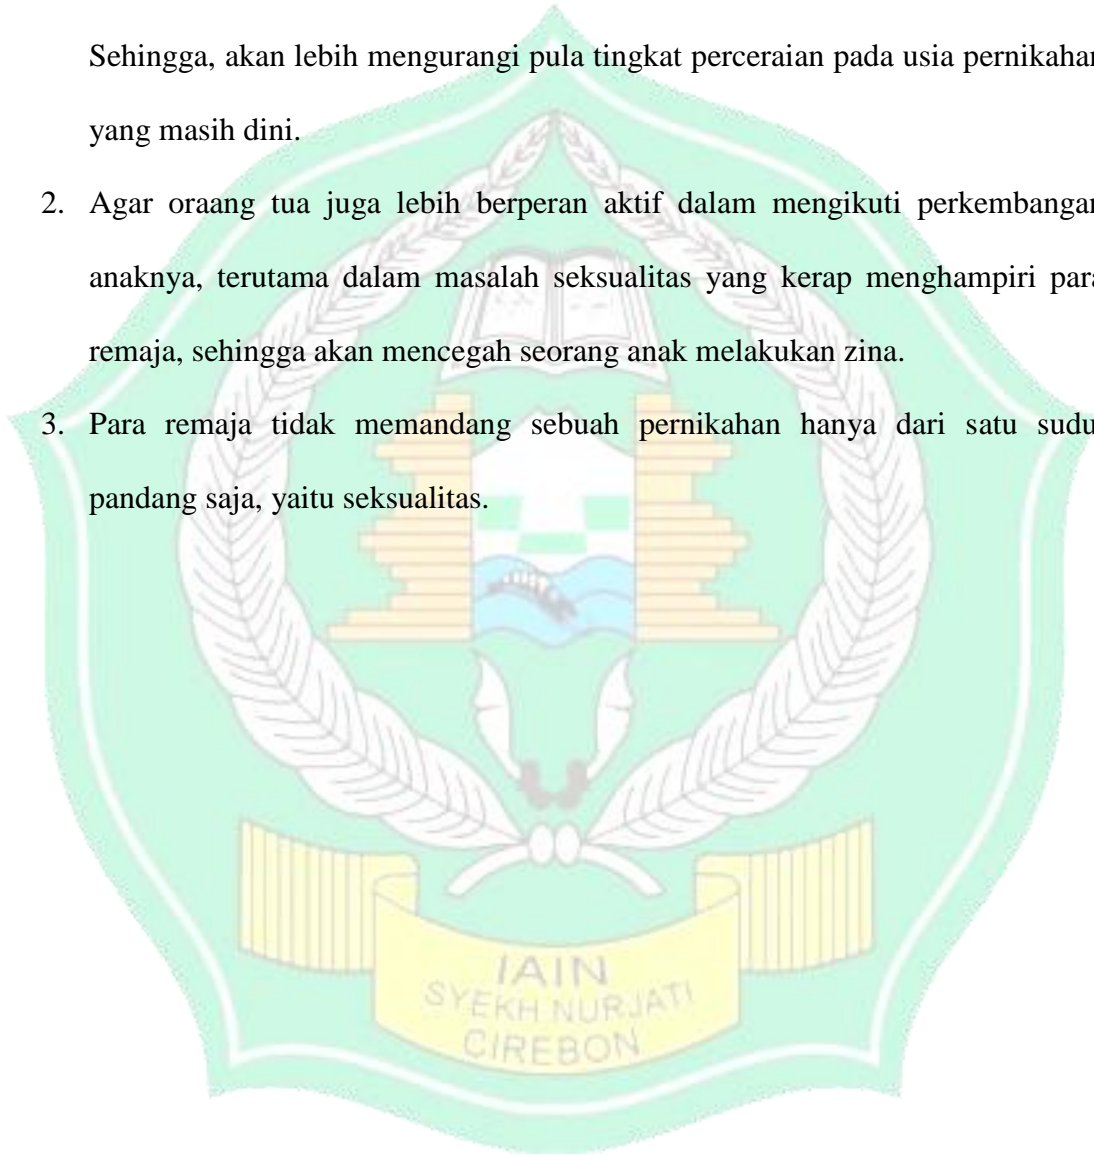 Sehingga, akan lebih mengurangi pula tingkat perceraian pada usia pernikahan
yang masih dini.
2. Agar oraang tua juga lebih berperan aktif dalam mengikuti perkembangan
anaknya, terutama dalam masalah seksualitas yang kerap menghampiri para
remaja, sehingga akan mencegah seorang anak melakukan zina.
3. Para remaja tidak memandang sebuah pernikahan hanya dari satu sudu
pandang saja, yaitu seksualitas.
IAIN
SYEKH NURJATI
CIREBON